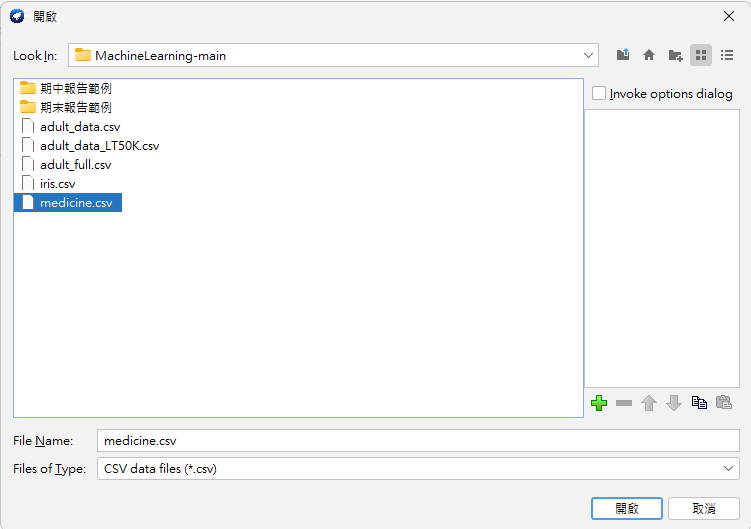 開啟
Look In: MachineLearning-main
期中報告範例
期末報告範例
adult_data.csv
adult_data_LT50K.csv
adult_full.csv
iris.csv
medicine.csv
Invoke options dialog
File Name: medicine.csv
Files of Type: CSV data files (*.csv)
開啟 取消